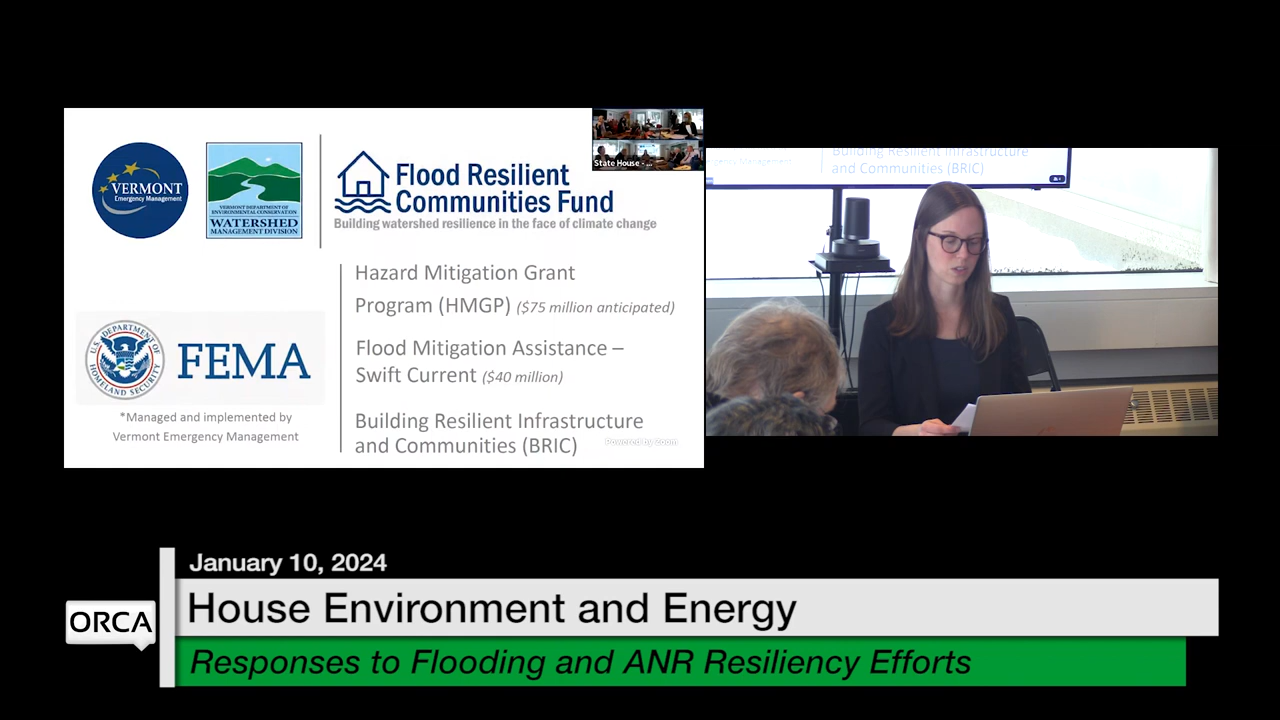 VERMONT
Emergency Management
VERMONT DEPARTMENT OF
ENVIRONMENTAL CONSERVATION
WATERSHED
MANAGEMENT DIVISION
Flood Resilient
Communities Fund
Building watershed resilience in the face of climate change
State House - ...
Hazard Mitigation Grant
Program (HMGP) ($75 million anticipated)
Flood Mitigation Assistance –
Swift Current ($40 million)
Building Resilient Infrastructure
and Communities (BRIC)
Powered by Zoom
U.S. DEPARTMENT OF
HOMELAND SECURITY
FEMA
*Managed and implemented by
Vermont Emergency Management
Building Resilient Infrastructure
and Communities (BRIC)
January 10, 2024
ORCA
House Environment and Energy
Responses to Flooding and ANR Resiliency Efforts